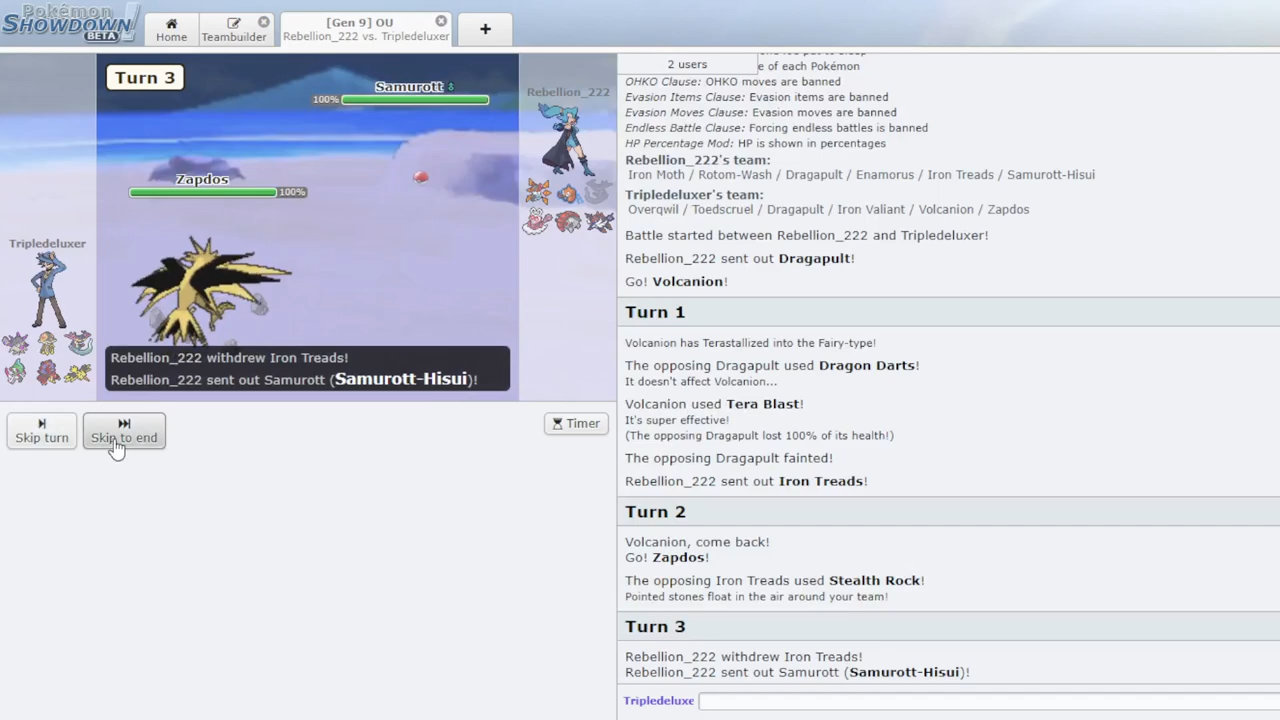 Pokémon
SHOWDOWN!
BETA
Home
Teambuilder
[Gen 9] OU
Rebellion_222 vs. Tripledeluxer
+
Turn 3
Samurott
100%
Zapdos
100%
Rebellion_222
Tripledeluxer
Rebellion_222 withdrew Iron Treads!
Rebellion_222 sent out Samurott (Samurott-Hisui)!
Skip turn
Skip to end
Timer
2 users
e of each Pokémon
OHKO Clause: OHKO moves are banned
Evasion Items Clause: Evasion items are banned
Evasion Moves Clause: Evasion moves are banned
Endless Battle Clause: Forcing endless battles is banned
HP Percentage Mod: HP is shown in percentages
Rebellion_222's team:
Iron Moth / Rotom-Wash / Dragapult / Enamorus / Iron Treads / Samurott-Hisui
Tripledeluxer's team:
Overqwil / Toedscruel / Dragapult / Iron Valiant / Volcanion / Zapdos
Battle started between Rebellion_222 and Tripledeluxer!
Rebellion_222 sent out Dragapult!
Go! Volcanion!
Turn 1
Volcanion has Terastallized into the Fairy-type!
The opposing Dragapult used Dragon Darts!
It doesn't affect Volcanion...
Volcanion used Tera Blast!
It's super effective!
(The opposing Dragapult lost 100% of its health!)
The opposing Dragapult fainted!
Rebellion_222 sent out Iron Treads!
Turn 2
Volcanion, come back!
Go! Zapdos!
The opposing Iron Treads used Stealth Rock!
Pointed stones float in the air around your team!
Turn 3
Rebellion_222 withdrew Iron Treads!
Rebellion_222 sent out Samurott (Samurott-Hisui)!
Tripledeluxe